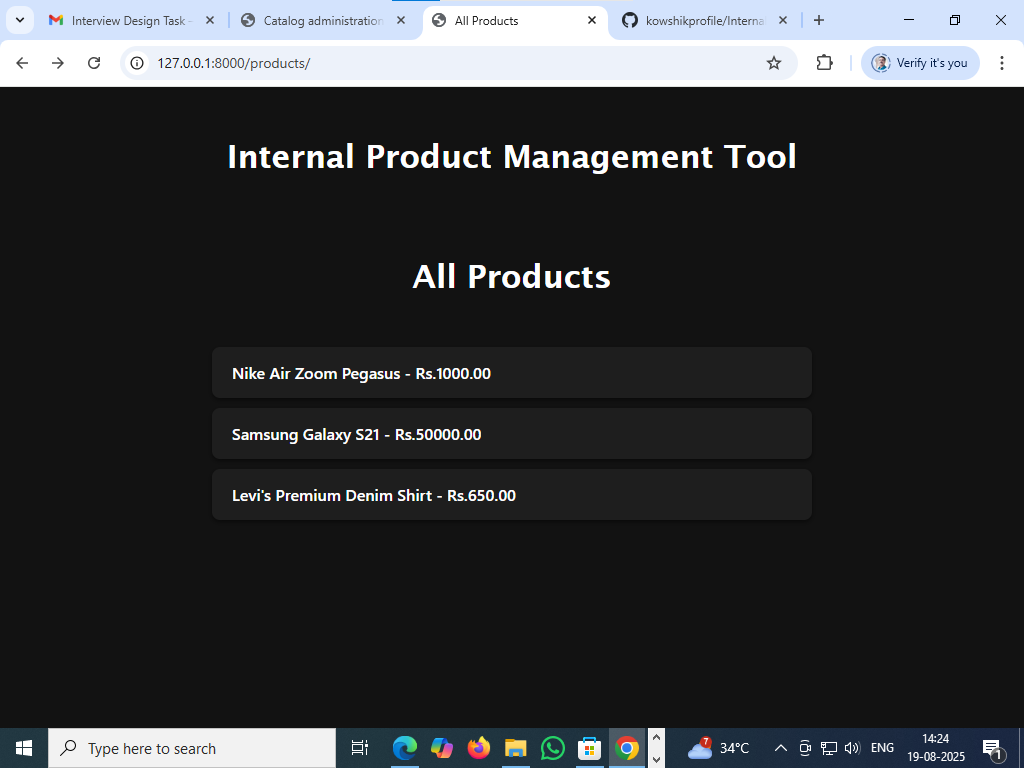 Interview Design Task -
Catalog administration
All Products
kowshikprofile/Interna
127.0.0.1:8000/products/
Verify it's you
Internal Product Management Tool
All Products
Nike Air Zoom Pegasus - Rs.1000.00
Samsung Galaxy S21 - Rs.50000.00
Levi's Premium Denim Shirt - Rs.650.00
Type here to search
7
34°C
ENG
14:24
19-08-2025
1